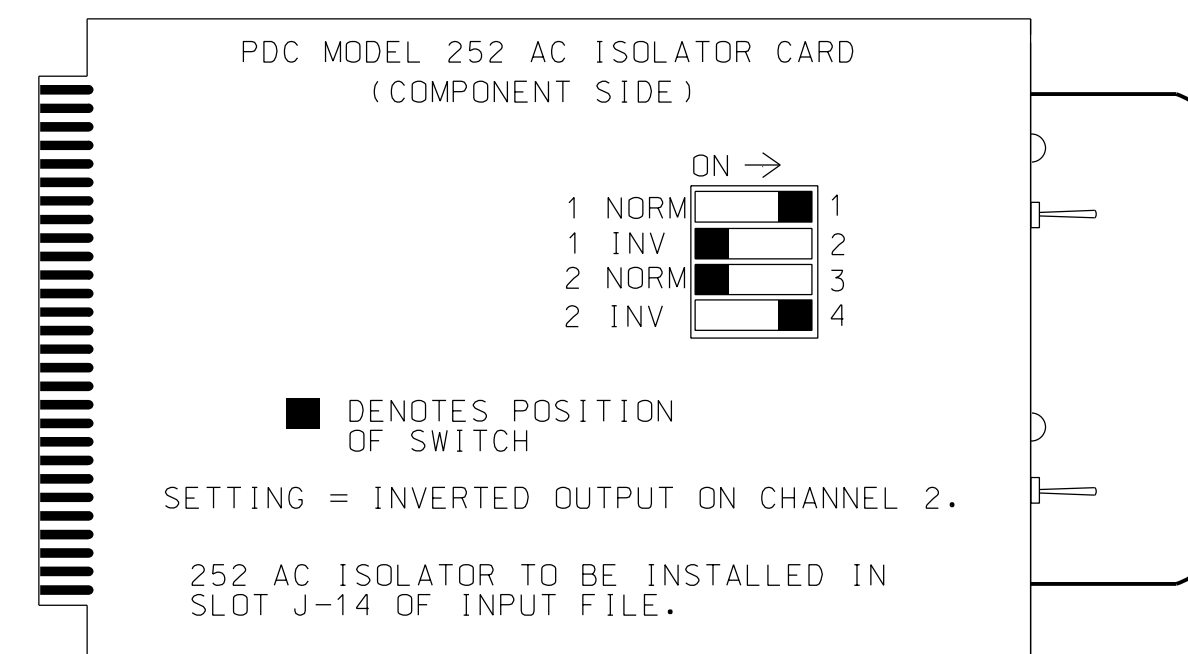 PDC MODEL 252 AC ISOLATOR CARD
(COMPONENT SIDE)
ON →
1 NORM 1
1 INV 2
2 NORM 3
2 INV 4
DENOTES POSITION
OF SWITCH
SETTING = INVERTED OUTPUT ON CHANNEL 2.
252 AC ISOLATOR TO BE INSTALLED IN
SLOT J-14 OF INPUT FILE.